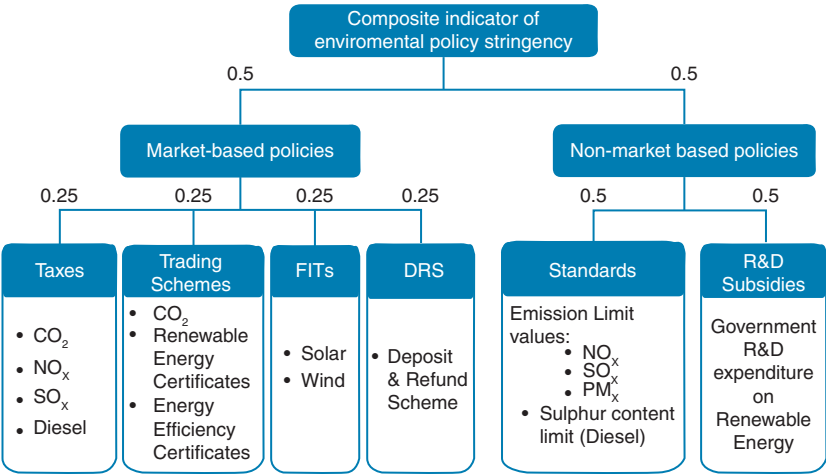 Composite indicator of
enviromental policy stringency
0.5
0.5
Market-based policies
Non-market based policies
0.25
0.25
0.25
0.25
0.5
0.5
Taxes
• CO₂
• NOₓ
• SOₓ
• Diesel
Trading
Schemes
• CO₂
• Renewable
Energy
Certificates
• Energy
Efficiency
Certificates
FITs
• Solar
• Wind
DRS
• Deposit
& Refund
Scheme
Standards
Emission Limit
values:
• NOₓ
• SOₓ
• PMₓ
• Sulphur content
limit (Diesel)
R&D
Subsidies
Government
R&D
expenditure
on
Renewable
Energy